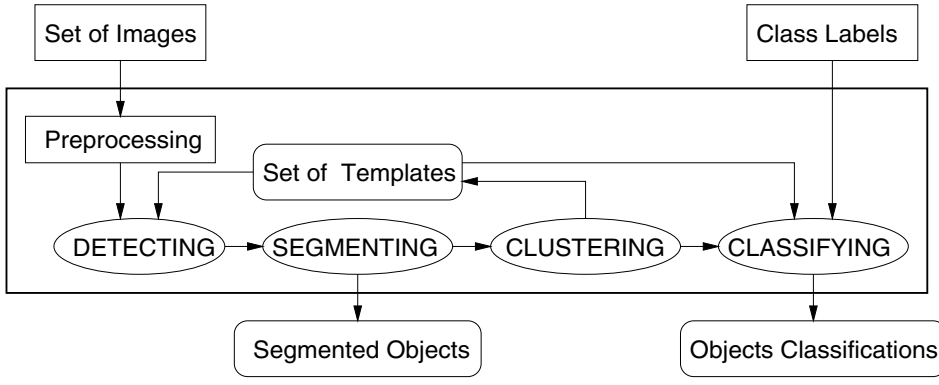 Set of Images
Class Labels
Preprocessing
Set of Templates
DETECTING
SEGMENTING
CLUSTERING
CLASSIFYING
Segmented Objects
Objects Classifications